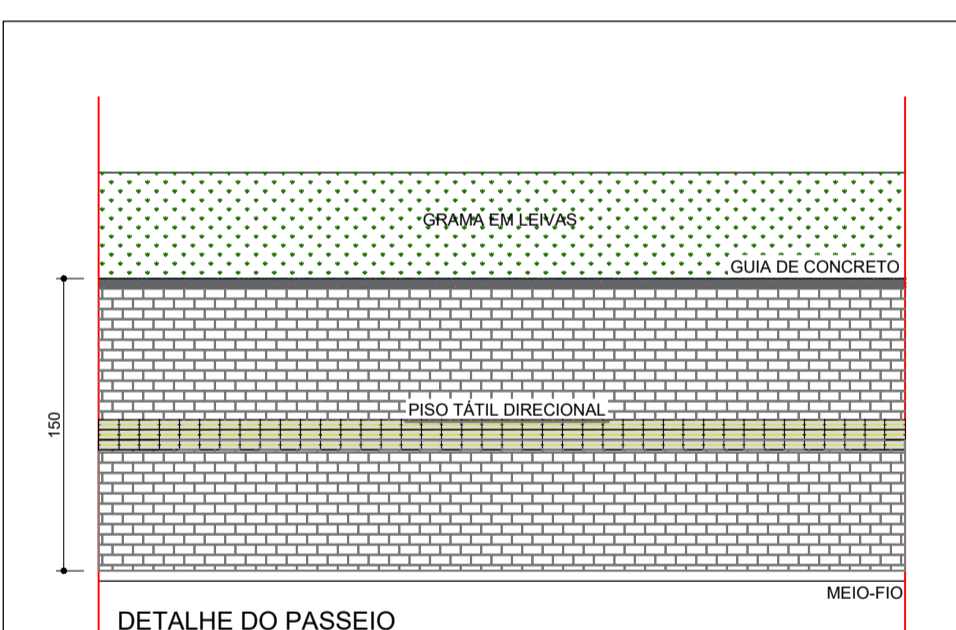 GRAMA EM LEIVAS
GUIA DE CONCRETO
150
PISO TÁTIL DIRECIONAL
MEIO-FIO
DETALHE DO PASSEIO